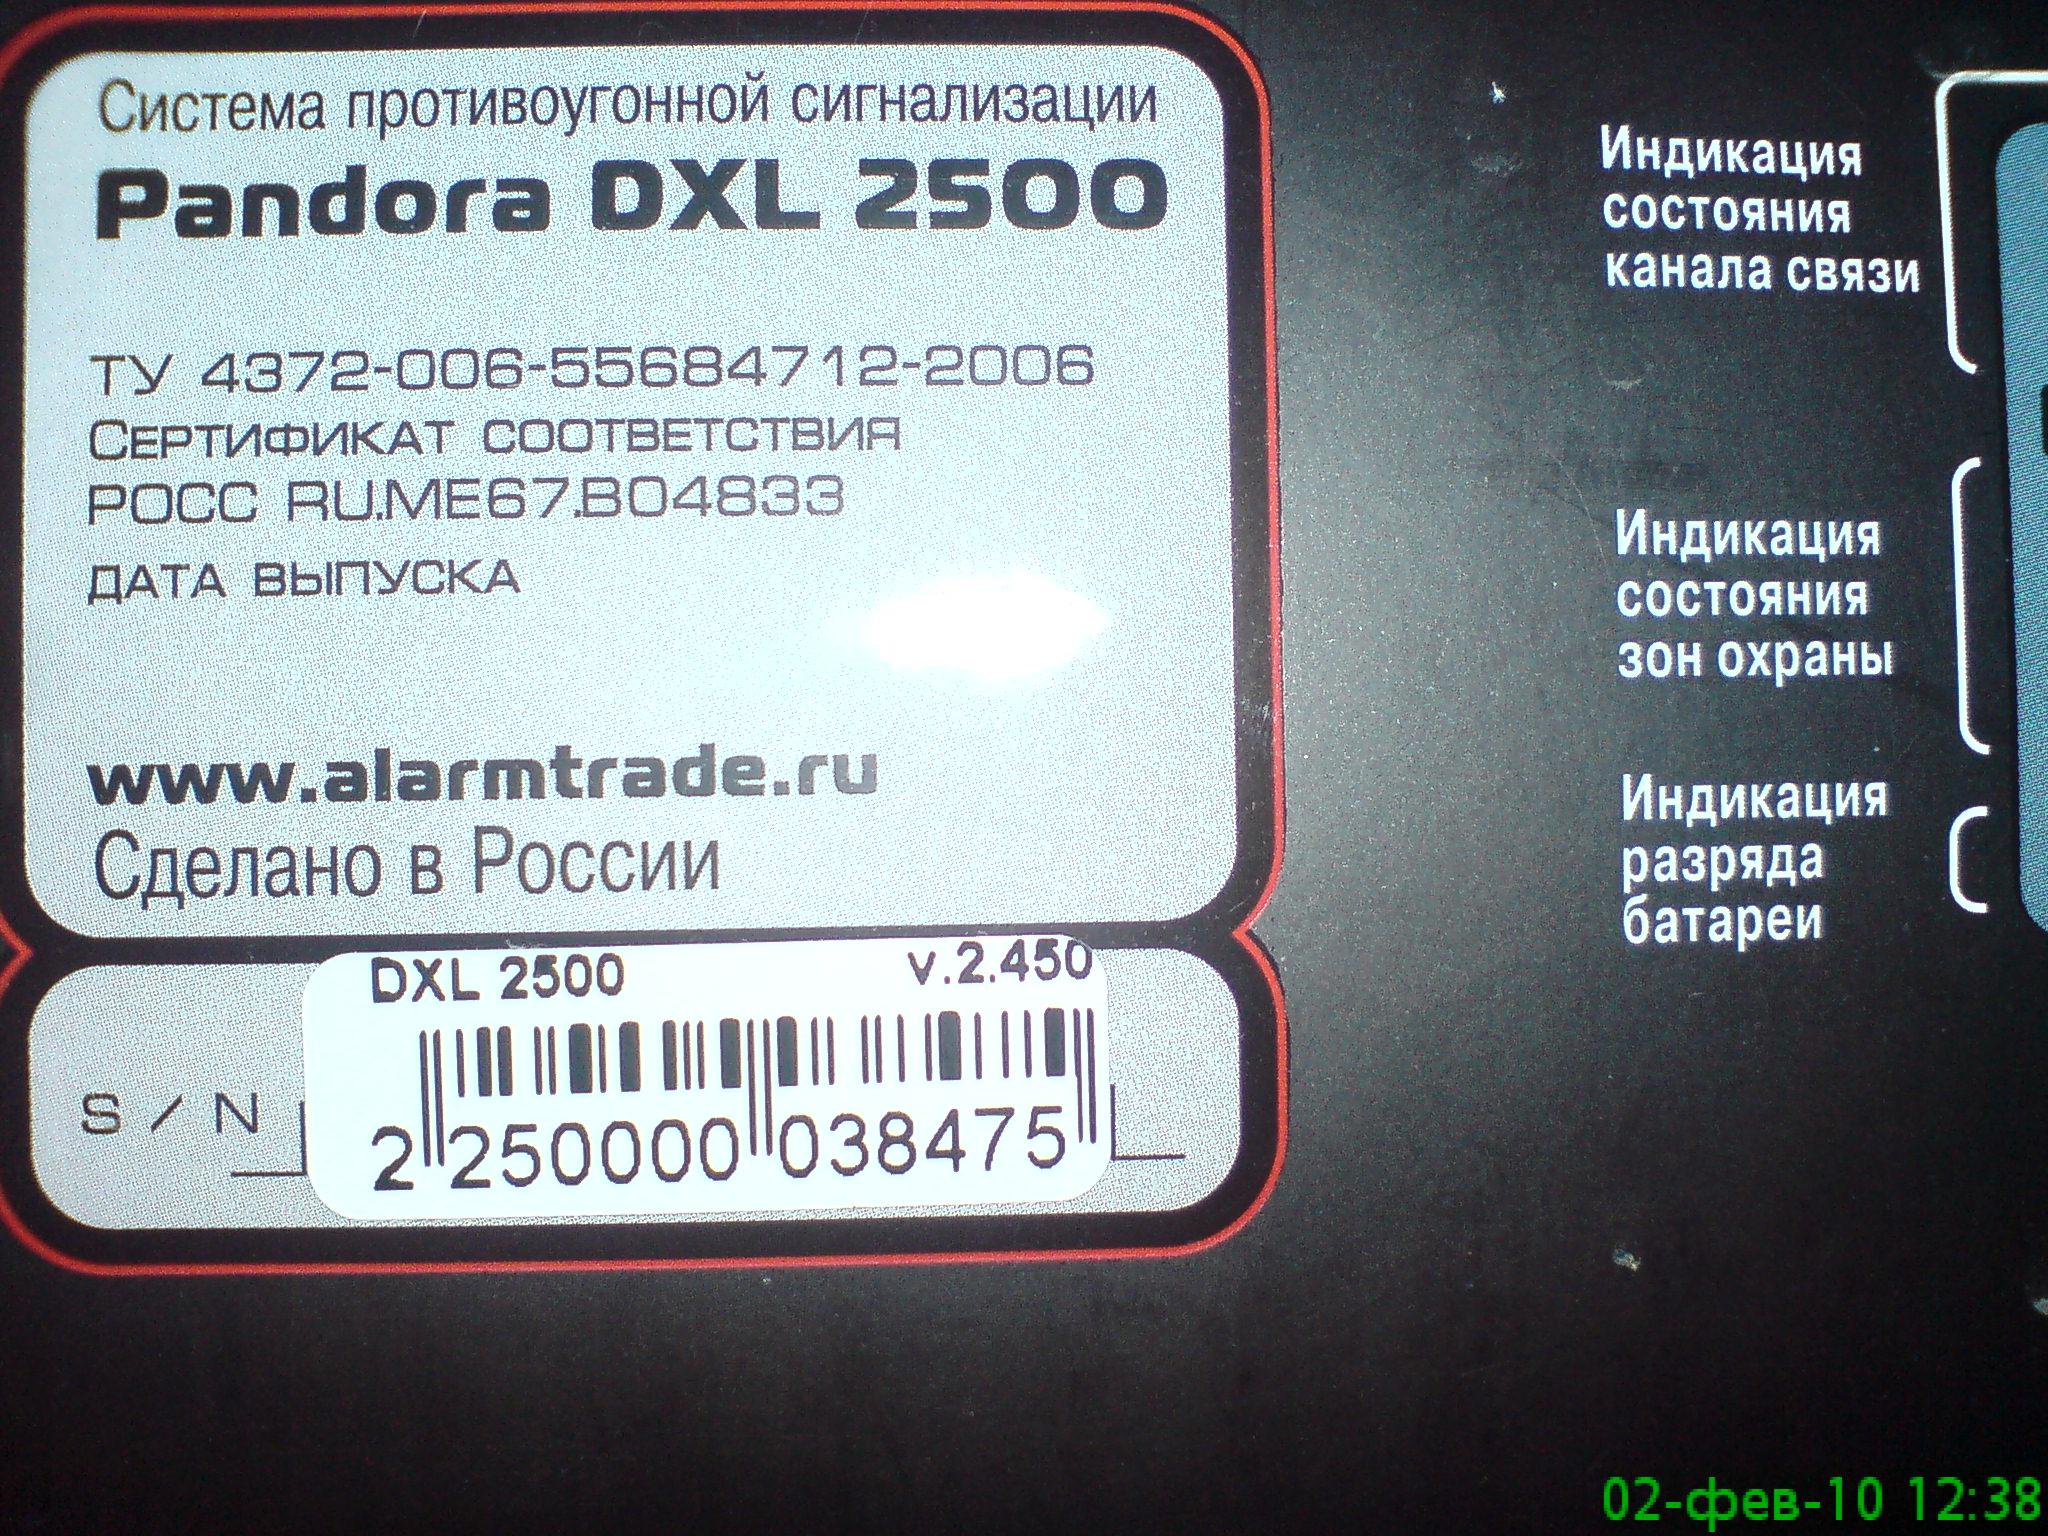 Система противоугонной сигнализации
Pandora DXL 2500
ТУ 4372-006-55684712-2006
СЕРТИФИКАТ СООТВЕТСТВИЯ
РОСС RU.ME67.B04833
ДАТА ВЫПУСКА
www.alarmtrade.ru
Сделано в России
DXL 2500 v.2.450
S / N
2 250000 038475
Индикация
состояния
канала связи
Индикация
состояния
зон охраны
Индикация
разряда
батареи
02-фев-10 12:38